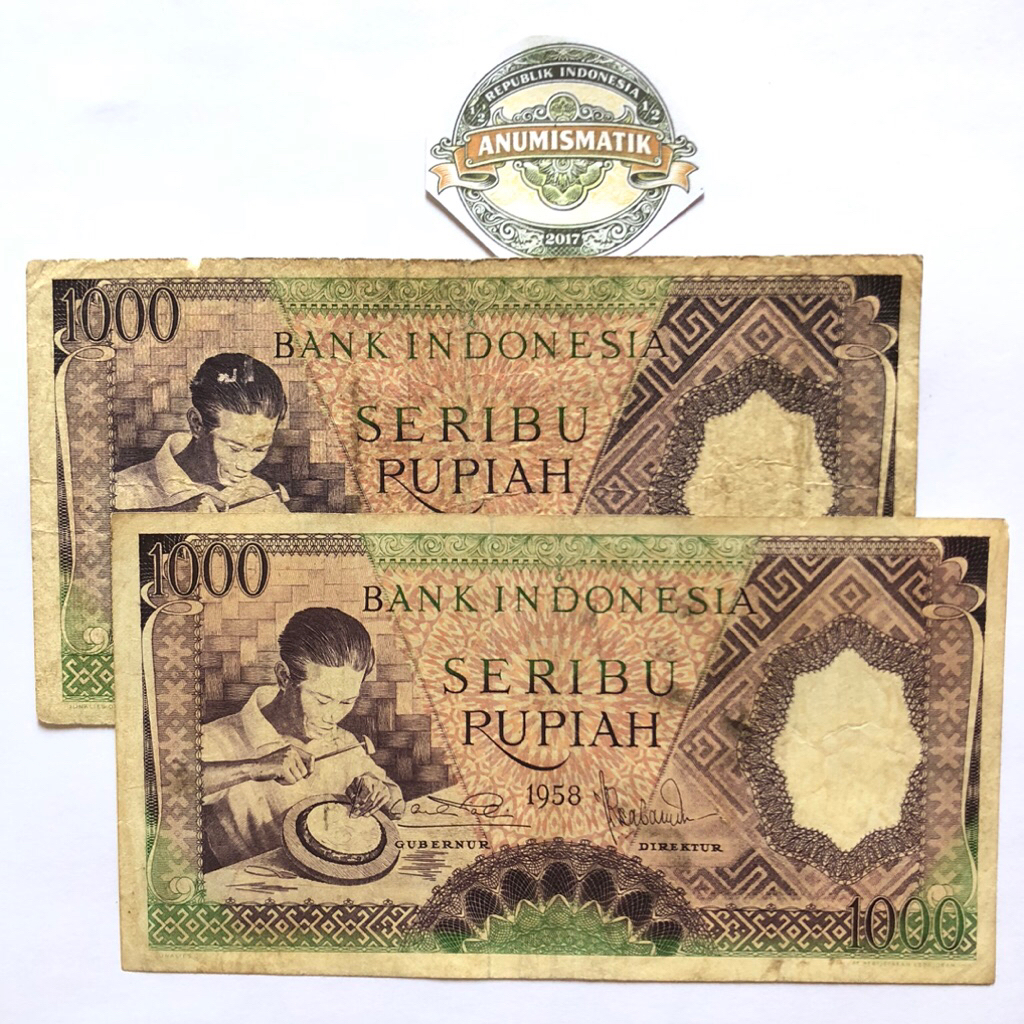 REPUBLIK INDONESIA
1/2
1/2
ANUMISMATIK
2017
1000
BANK INDONESIA
SERIBU
RUPIAH
1000
BANK INDONESIA
SERIBU
RUPIAH
1958
GUBERNUR
DIREKTUR
1000